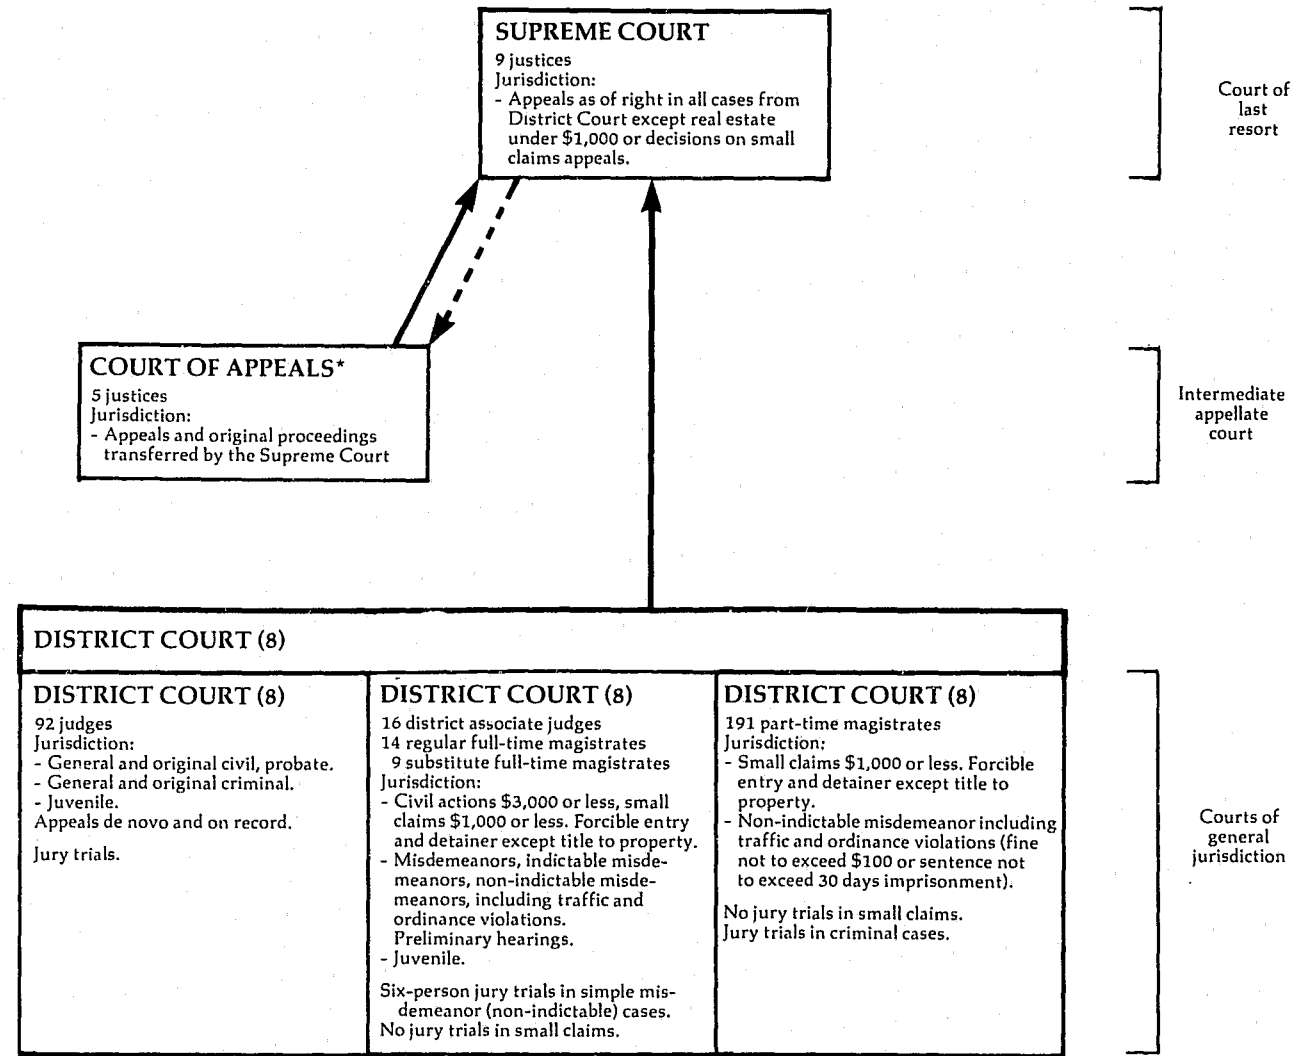 SUPREME COURT
9 justices
Jurisdiction:
- Appeals as of right in all cases from
District Court except real estate
under $1,000 or decisions on small
claims appeals.
Court of
last
resort
COURT OF APPEALS*
5 justices
Jurisdiction:
- Appeals and original proceedings
transferred by the Supreme Court
Intermediate
appellate
court
DISTRICT COURT (8)
DISTRICT COURT (8)
92 judges
Jurisdiction:
- General and original civil, probate.
- General and original criminal.
- Juvenile.
Appeals de novo and on record.
Jury trials.
DISTRICT COURT (8)
16 district associate judges
14 regular full-time magistrates
9 substitute full-time magistrates
Jurisdiction:
- Civil actions $3,000 or less, small
claims $1,000 or less. Forcible entry
and detainer except title to property.
- Misdemeanors, indictable misde-
meanors, non-indictable misde-
meanors, including traffic and
ordinance violations.
Preliminary hearings.
- Juvenile.
Six-person jury trials in simple mis-
demeanor (non-indictable) cases.
No jury trials in small claims.
DISTRICT COURT (8)
191 part-time magistrates
Jurisdiction:
- Small claims $1,000 or less. Forcible
entry and detainer except title to
property.
- Non-indictable misdemeanor including
traffic and ordinance violations (fine
not to exceed $100 or sentence not
to exceed 30 days imprisonment).
No jury trials in small claims.
Jury trials in criminal cases.
Courts of
general
jurisdiction